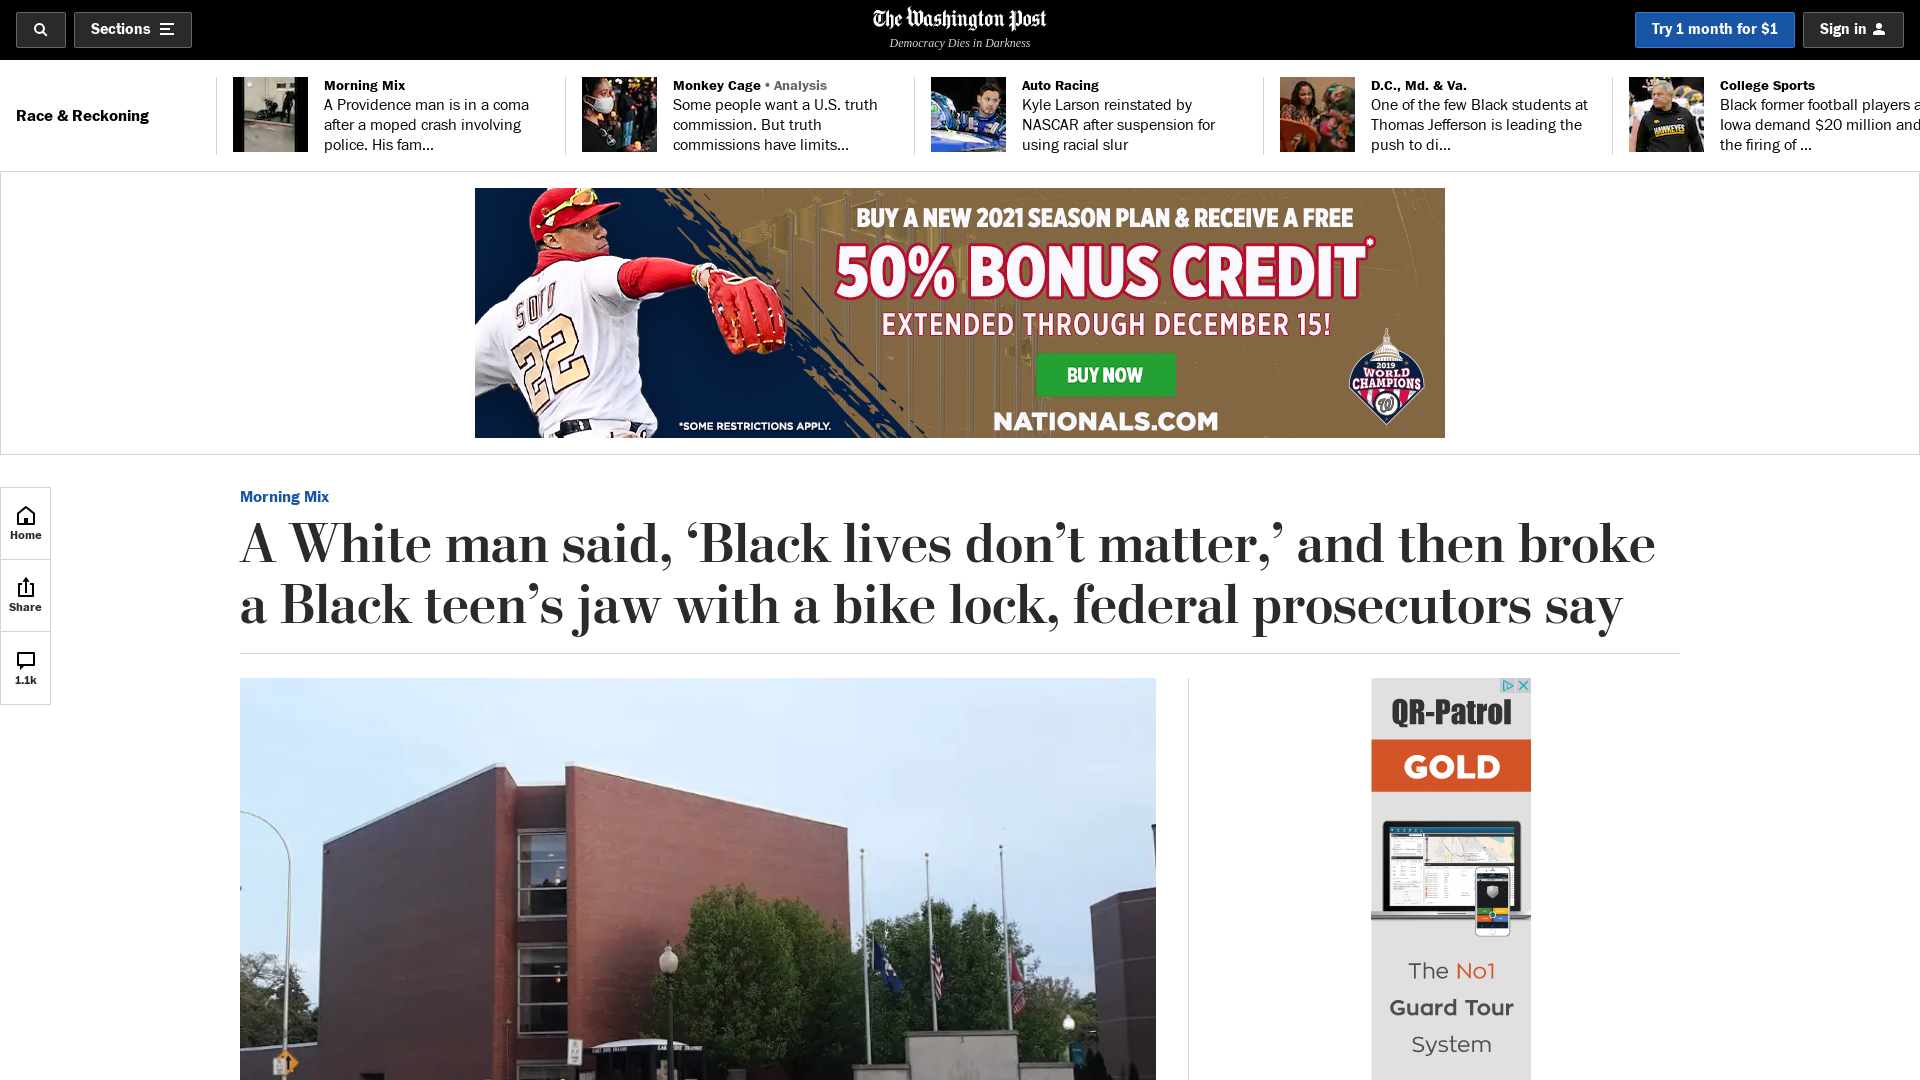 Sections
The Washington Post
Democracy Dies in Darkness
Try 1 month for $1
Sign in
Race & Reckoning
Morning Mix
A Providence man is in a coma
after a moped crash involving
police. His fam...
Monkey Cage • Analysis
Some people want a U.S. truth
commission. But truth
commissions have limits...
Auto Racing
Kyle Larson reinstated by
NASCAR after suspension for
using racial slur
D.C., Md. & Va.
One of the few Black students at
Thomas Jefferson is leading the
push to di...
College Sports
Black former football players a
Iowa demand $20 million and
the firing of ...
HAWKEYES
BUY A NEW 2021 SEASON PLAN & RECEIVE A FREE
50% BONUS CREDIT*
EXTENDED THROUGH DECEMBER 15!
BUY NOW
NATIONALS.COM
*SOME RESTRICTIONS APPLY.
SOTO
22
2019
WORLD
CHAMPIONS
W
Home
Share
1.1k
Morning Mix
A White man said, ‘Black lives don’t matter,’ and then broke
a Black teen’s jaw with a bike lock, federal prosecutors say
QR-Patrol
GOLD
The No1
Guard Tour
System